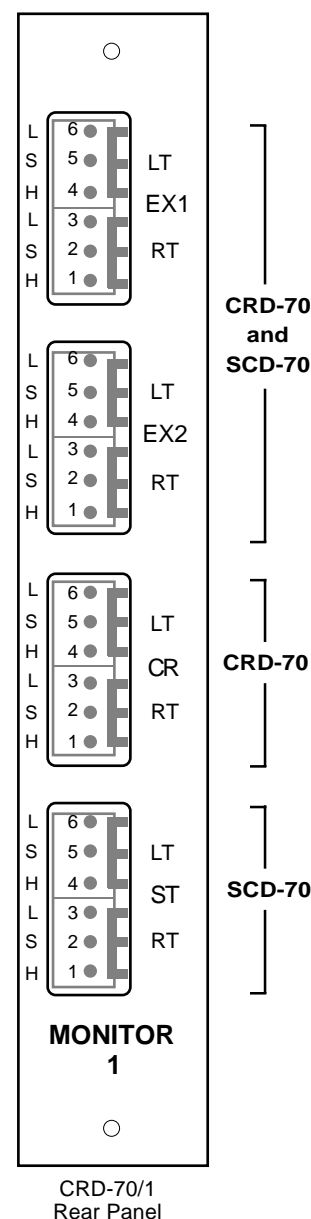 L 6
S 5 LT
H 4
EX1
L 3
S 2 RT
H 1
CRD-70
and
SCD-70
L 6
S 5 LT
H 4
EX2
L 3
S 2 RT
H 1
L 6
S 5 LT
H 4
CR CRD-70
L 3
S 2 RT
H 1
L 6
S 5 LT
H 4
ST SCD-70
L 3
S 2 RT
H 1
MONITOR
1
CRD-70/1
Rear Panel